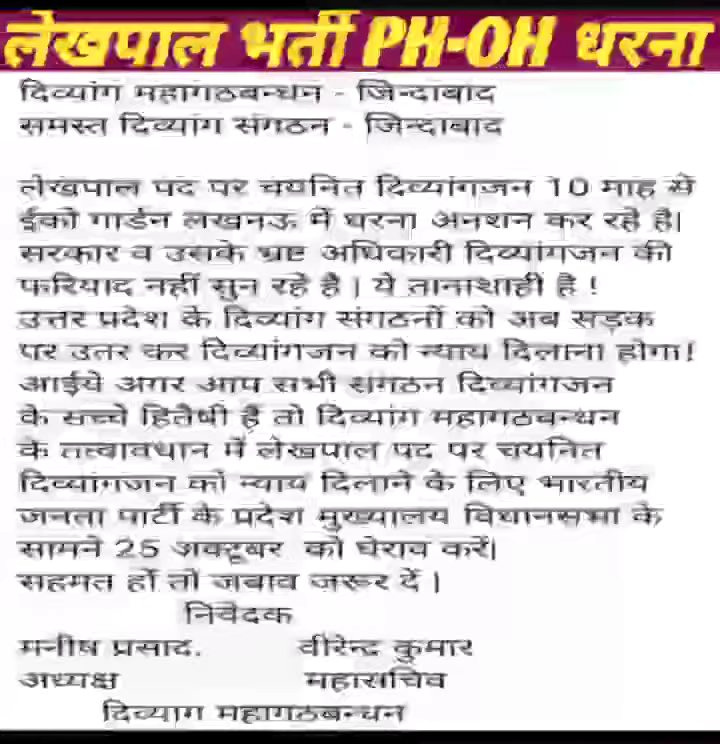 लेखपाल भर्ती PH-OH धरना
दिव्यांग महागठबन्धन - जिन्दाबाद
समस्त दिव्यांग संगठन - जिन्दाबाद
लेखपाल पद पर चयनित दिव्यांगजन 10 माह से
ईको गार्डन लखनऊ में धरना अनशन कर रहे है।
सरकार व उसके भ्रष्ट अधिकारी दिव्यांगजन की
फरियाद नहीं सुन रहे है। ये तानाशाही है !
उत्तर प्रदेश के दिव्यांग संगठनों को अब सड़क
पर उतर कर दिव्यांगजन को न्याय दिलाना होगा!
आईये अगर आप सभी संगठन दिव्यांगजन
के सच्चे हितैषी हैं तो दिव्यांग महागठबन्धन
के तत्वावधान में लेखपाल पद पर चयनित
दिव्यांगजन को न्याय दिलाने के लिए भारतीय
जनता पार्टी के प्रदेश मुख्यालय विधानसभा के
सामने 25 अक्टूबर को घेराव करें।
सहमत हों तो जबाव जरूर दें।
निवेदक
मनीष प्रसाद. वीरेन्द्र कुमार
अध्यक्ष महासचिव
दिव्याग महागठबन्धन